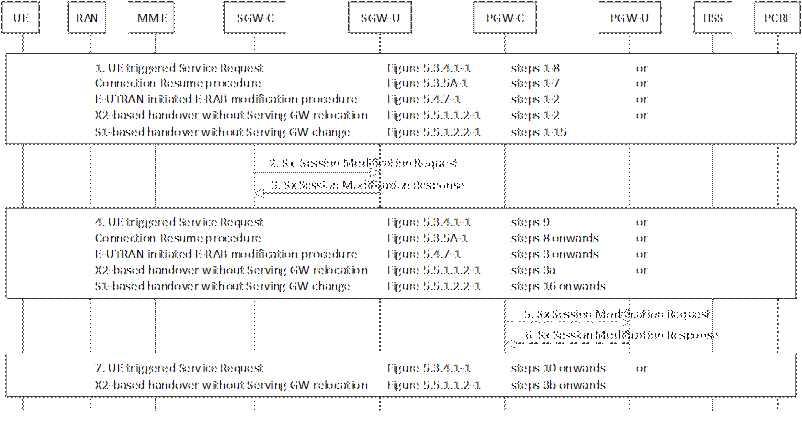 UE RAN MME SGW-C SGW-U PGW-C PGW-U HSS PCRF
1. UE triggered Service Request Figure 5.3.4.1-1 steps 1-8 or
Connection Resume procedure Figure 5.3.5A-1 steps 1-7 or
E-UTRAN initiated E-RAB modification procedure Figure 5.4.7-1 steps 1-2 or
X2-based handover without Serving GW relocation Figure 5.5.1.1.2-1 steps 1-2 or
S1-based handover without Serving GW change Figure 5.5.1.2.2-1 steps 1-15
2. Sx Session Modification Request
3. Sx Session Modification Response
4. UE triggered Service Request Figure 5.3.4.1-1 steps 9 or
Connection Resume procedure Figure 5.3.5A-1 steps 8 onwards or
E-UTRAN initiated E-RAB modification procedure Figure 5.4.7-1 steps 3 onwards or
X2-based handover without Serving GW relocation Figure 5.5.1.1.2-1 steps 3a or
S1-based handover without Serving GW change Figure 5.5.1.2.2-1 steps 16 onwards
5. Sx Session Modification Request
6. Sx Session Modification Response
7. UE triggered Service Request Figure 5.3.4.1-1 steps 10 onwards or
X2-based handover without Serving GW relocation Figure 5.5.1.1.2-1 steps 3b onwards